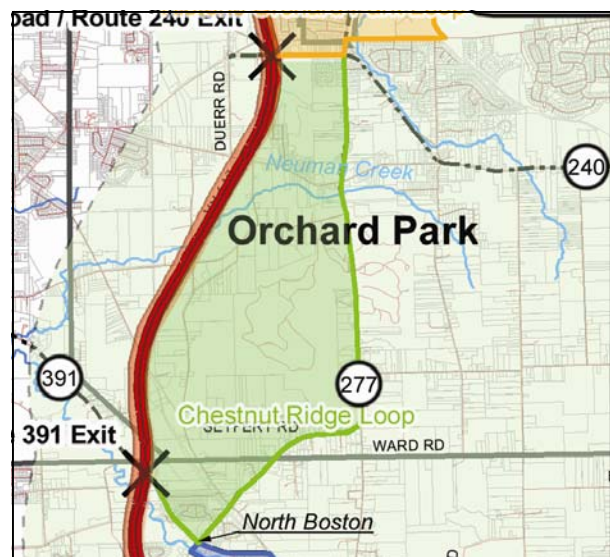 oad / Route 240 Exit
DUERR RD
Neuman Creek
240
Orchard Park
391
277
Chestnut Ridge Loop
391 Exit
WARD RD
North Boston